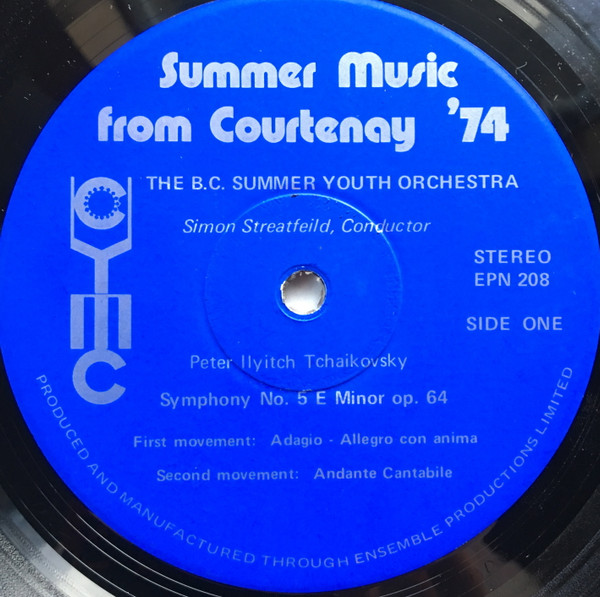 Summer Music
from Courtenay '74
THE B.C. SUMMER YOUTH ORCHESTRA
Simon Streatfeild, Conductor
CYMC
STEREO
EPN 208
SIDE ONE
Peter Ilyitch Tchaikovsky
Symphony No. 5 E Minor op. 64
First movement: Adagio - Allegro con anima
Second movement: Andante Cantabile
PRODUCED AND MANUFACTURED THROUGH ENSEMBLE PRODUCTIONS LIMITED